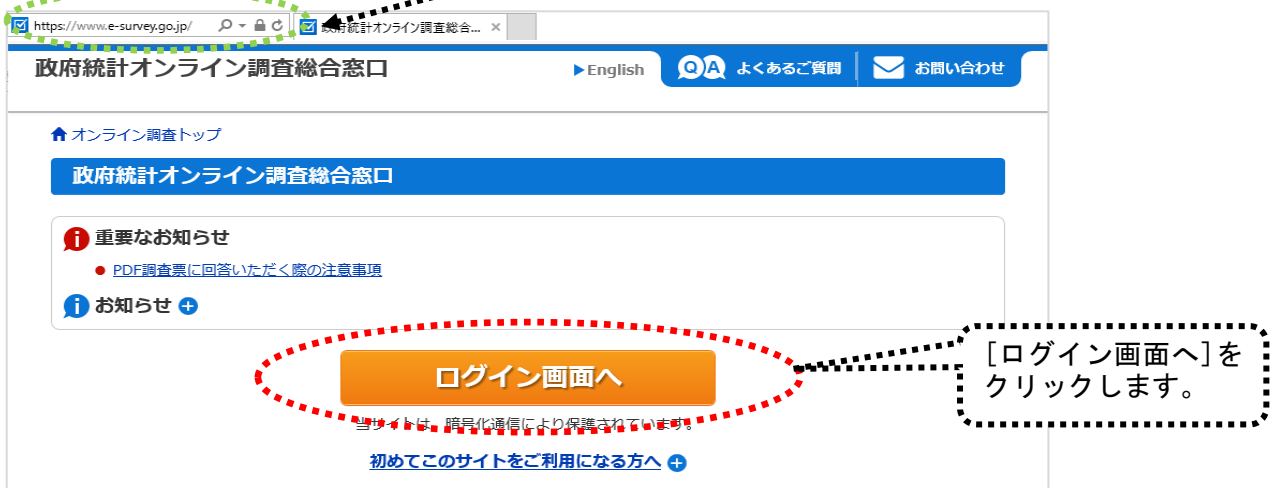 https://www.e-survey.go.jp/
政府統計オンライン調査総合...
政府統計オンライン調査総合窓口
▶English
QA よくあるご質問
お問い合わせ
オンライン調査トップ
政府統計オンライン調査総合窓口
重要なお知らせ
● PDF調査票に回答いただく際の注意事項
お知らせ
ログイン画面へ
[ログイン画面へ]を
クリックします。
当サイトは、暗号化通信により保護されています。
初めてこのサイトをご利用になる方へ